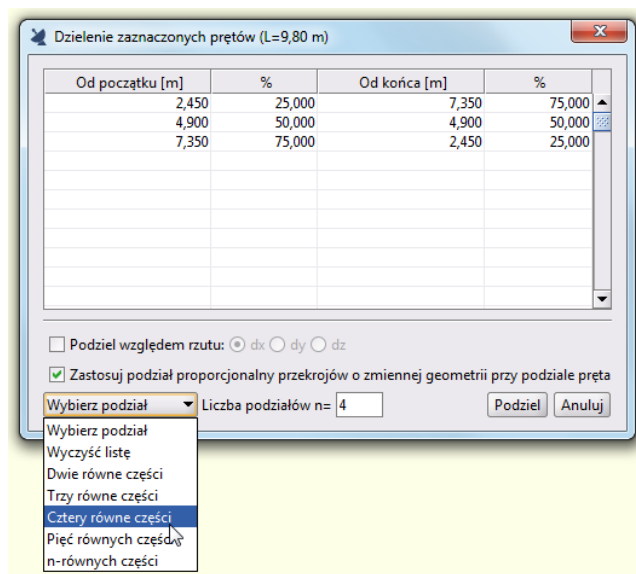 Dzielenie zaznaczonych prętów (L=9,80 m)
Od początku [m] % Od końca [m] %
2,450 25,000 7,350 75,000
4,900 50,000 4,900 50,000
7,350 75,000 2,450 25,000
Podziel względem rzutu: dx dy dz
Zastosuj podział proporcjonalny przekrojów o zmiennej geometrii przy podziale pręta
Wybierz podział Liczba podziałów n= 4 Podziel Anuluj
Wybierz podział
Wyczyść listę
Dwie równe części
Trzy równe części
Cztery równe części
Pięć równych części
n-równych części